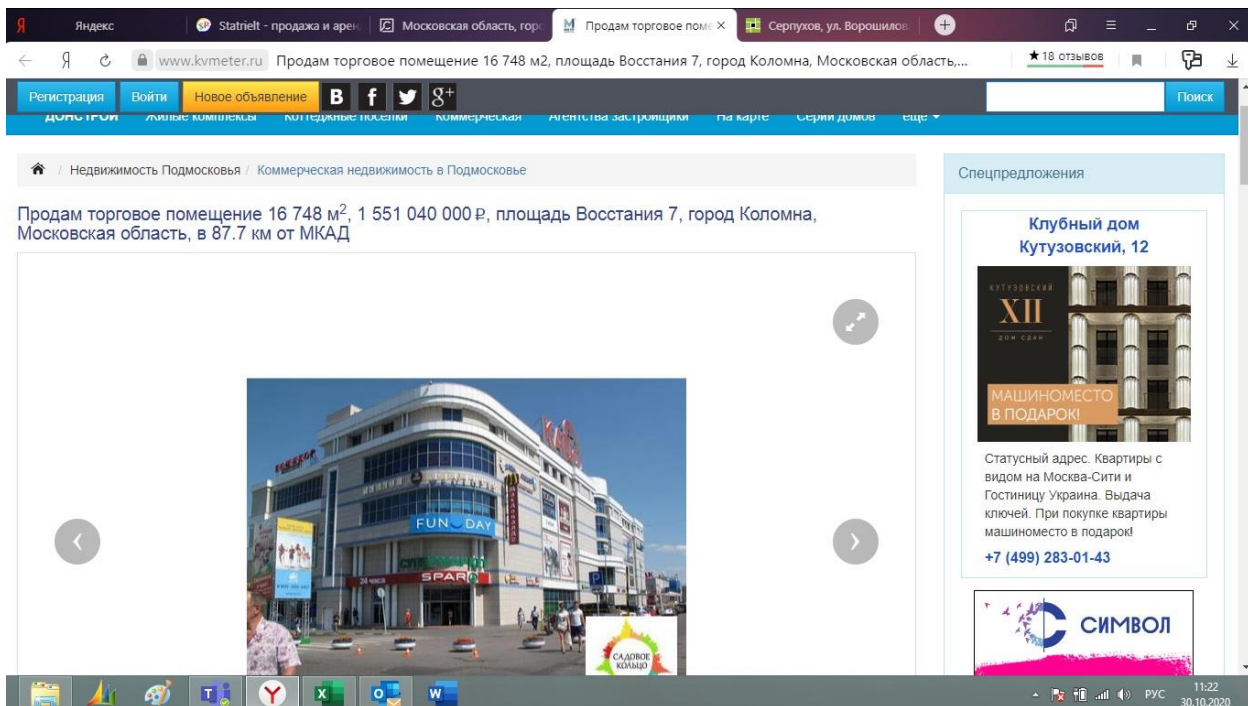 Я
Яндекс
Statrielt - продажа и арен
Московская область, горо
Продам торговое поме
Серпухов, ул. Ворошилов
www.kvmeter.ru Продам торговое помещение 16 748 м2, площадь Восстания 7, город Коломна, Московская область,...
★ 18 отзывов
Регистрация
Войти
Новое объявление
B f g+
Поиск
ДОНСТРОЙ Жилые комплексы Коттеджные поселки Коммерческая Агентства застройщики На карте Серии домов еще
/ Недвижимость Подмосковья / Коммерческая недвижимость в Подмосковье
Продам торговое помещение 16 748 м², 1 551 040 000 ₽, площадь Восстания 7, город Коломна,
Московская область, в 87.7 км от МКАД
FUN DAY
24 часа
SPAR
САДОВОЕ
КОЛЬЦО
Спецпредложения
Клубный дом
Кутузовский, 12
КУТУЗОВСКИЙ
XII
ДОМ СДАН
МАШИНОМЕСТО
В ПОДАРОК!
Статусный адрес. Квартиры с
видом на Москва-Сити и
Гостиницу Украина. Выдача
ключей. При покупке квартиры
машиноместо в подарок!
+7 (499) 283-01-43
СИМВОЛ
РУС
11:22
30.10.2020